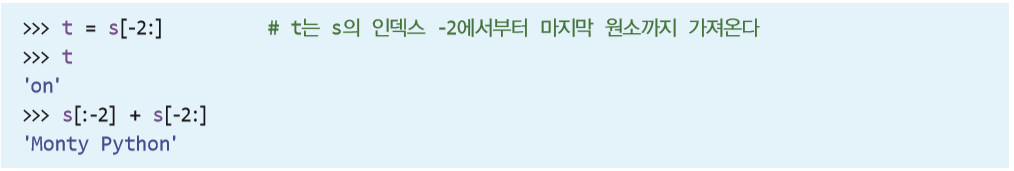 >>> t = s[-2:] # t는 s의 인덱스 -2에서부터 마지막 원소까지 가져온다
>>> t
'on'
>>> s[:-2] + s[-2:]
'Monty Python'